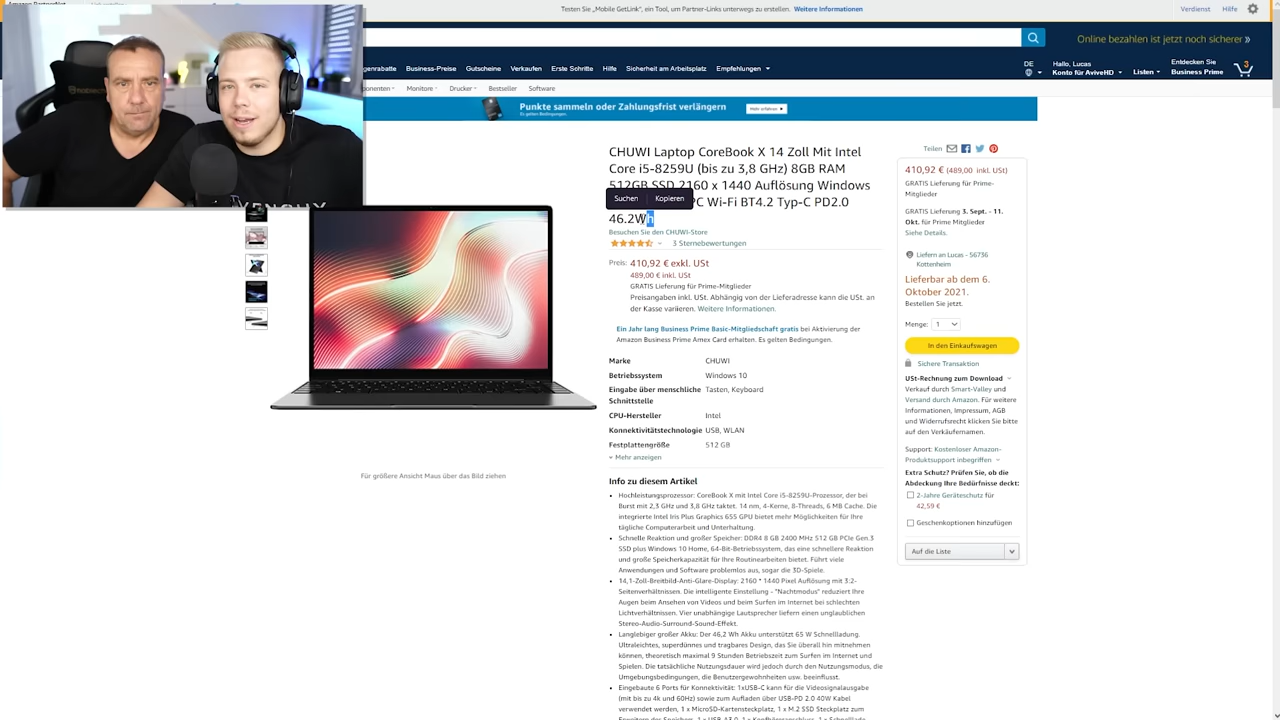 Testen Sie „Mobile GetLink“, ein Tool, um Partner-Links unterwegs zu erstellen. Weitere Informationen
Verdienst Hilfe
Online bezahlen ist jetzt noch sicherer »
Business-Preise Gutscheine Verkaufen Erste Schritte Hilfe Sicherheit am Arbeitsplatz Empfehlungen
DE
Hallo, Lucas
Konto für AviveHD
Listen
Entdecken Sie
Business Prime
3
Monitore Drucker Bestseller Software
Punkte sammeln oder Zahlungsfrist verlängern
Es gelten Bedingungen.
Mehr erfahren
CHUWI Laptop CoreBook X 14 Zoll Mit Intel
Core i5-8259U (bis zu 3,8 GHz) 8GB RAM
512GB SSD 2160 x 1440 Auflösung Windows
PC Wi-Fi BT4.2 Typ-C PD2.0
46.2Wh
Suchen Kopieren
Besuchen Sie den CHUWI-Store
3 Sternebewertungen
Preis: 410,92 € exkl. USt
489,00 € inkl. USt
GRATIS Lieferung für Prime-Mitglieder
Preisangaben inkl. USt. Abhängig von der Lieferadresse kann die USt. an
der Kasse variieren. Weitere Informationen.
Ein Jahr lang Business Prime Basic-Mitgliedschaft gratis bei Aktivierung der
Amazon Business Prime Amex Card erhalten. Es gelten Bedingungen.
Marke CHUWI
Betriebssystem Windows 10
Eingabe über menschliche Tasten, Keyboard
Schnittstelle
CPU-Hersteller Intel
Konnektivitätstechnologie USB, WLAN
Festplattengröße 512 GB
Mehr anzeigen
Für größere Ansicht Maus über das Bild ziehen
Info zu diesem Artikel
Hochleistungsprozessor: CoreBook X mit Intel Core i5-8259U-Prozessor, der bei
Burst mit 2,3 GHz und 3,8 GHz taktet. 14 nm, 4-Kerne, 8-Threads, 6 MB Cache. Die
integrierte Intel Iris Plus Graphics 655 GPU bietet mehr Möglichkeiten für Ihre
tägliche Computerarbeit und Unterhaltung.
Schnelle Reaktion und großer Speicher: DDR4 8 GB 2400 MHz 512 GB PCIe Gen.3
SSD plus Windows 10 Home, 64-Bit-Betriebssystem, das eine schnellere Reaktion
und große Speicherkapazität für Ihre Routinearbeiten bietet. Führt viele
Anwendungen und Software problemlos aus, sogar die 3D-Spiele.
14,1-Zoll-Breitbild-Anti-Glare-Display: 2160 * 1440 Pixel Auflösung mit 3:2-
Seitenverhältnissen. Die intelligente Einstellung - "Nachtmodus" reduziert Ihre
Augen beim Ansehen von Videos und beim Surfen im Internet bei schlechten
Lichtverhältnissen. Vier unabhängige Lautsprecher liefern einen unglaublichen
Stereo-Audio-Surround-Sound-Effekt.
Langlebiger großer Akku: Der 46,2 Wh Akku unterstützt 65 W Schnellladung.
Ultraleichtes, superdünnes und tragbares Design, das Sie überall hin mitnehmen
können, theoretisch maximal 9 Stunden Betriebszeit zum Surfen im Internet und
Spielen. Die tatsächliche Nutzungsdauer wird jedoch durch den Nutzungsmodus, die
Umgebungsbedingungen, die Benutzergewohnheiten usw. beeinflusst.
Eingebaute 6 Ports für Konnektivität: 1xUSB-C kann für die Videosignalausgabe
(mit bis zu 4k und 60Hz) sowie zum Aufladen über USB-PD 2.0 40W Kabel
verwendet werden, 1 x MicroSD-Kartensteckplatz, 1 x M.2 SSD Steckplatz zum
Teilen
410,92 € (489,00 inkl. USt)
GRATIS Lieferung für Prime-
Mitglieder
GRATIS Lieferung 3. Sept. - 11.
Okt. für Prime Mitglieder
Siehe Details.
Liefern an Lucas - 56736
Kottenheim
Lieferbar ab dem 6.
Oktober 2021.
Bestellen Sie jetzt.
Menge: 1
In den Einkaufswagen
Sichere Transaktion
USt-Rechnung zum Download
Verkauf durch Smart-Valley und
Versand durch Amazon. Für weitere
Informationen, Impressum, AGB
und Widerrufsrecht klicken Sie bitte
auf den Verkäufernamen.
Support: Kostenloser Amazon-
Produktsupport inbegriffen
Extra Schutz? Prüfen Sie, ob die
Abdeckung Ihre Bedürfnisse deckt:
2-Jahre Geräteschutz für
42,59 €
Geschenkoptionen hinzufügen
Auf die Liste